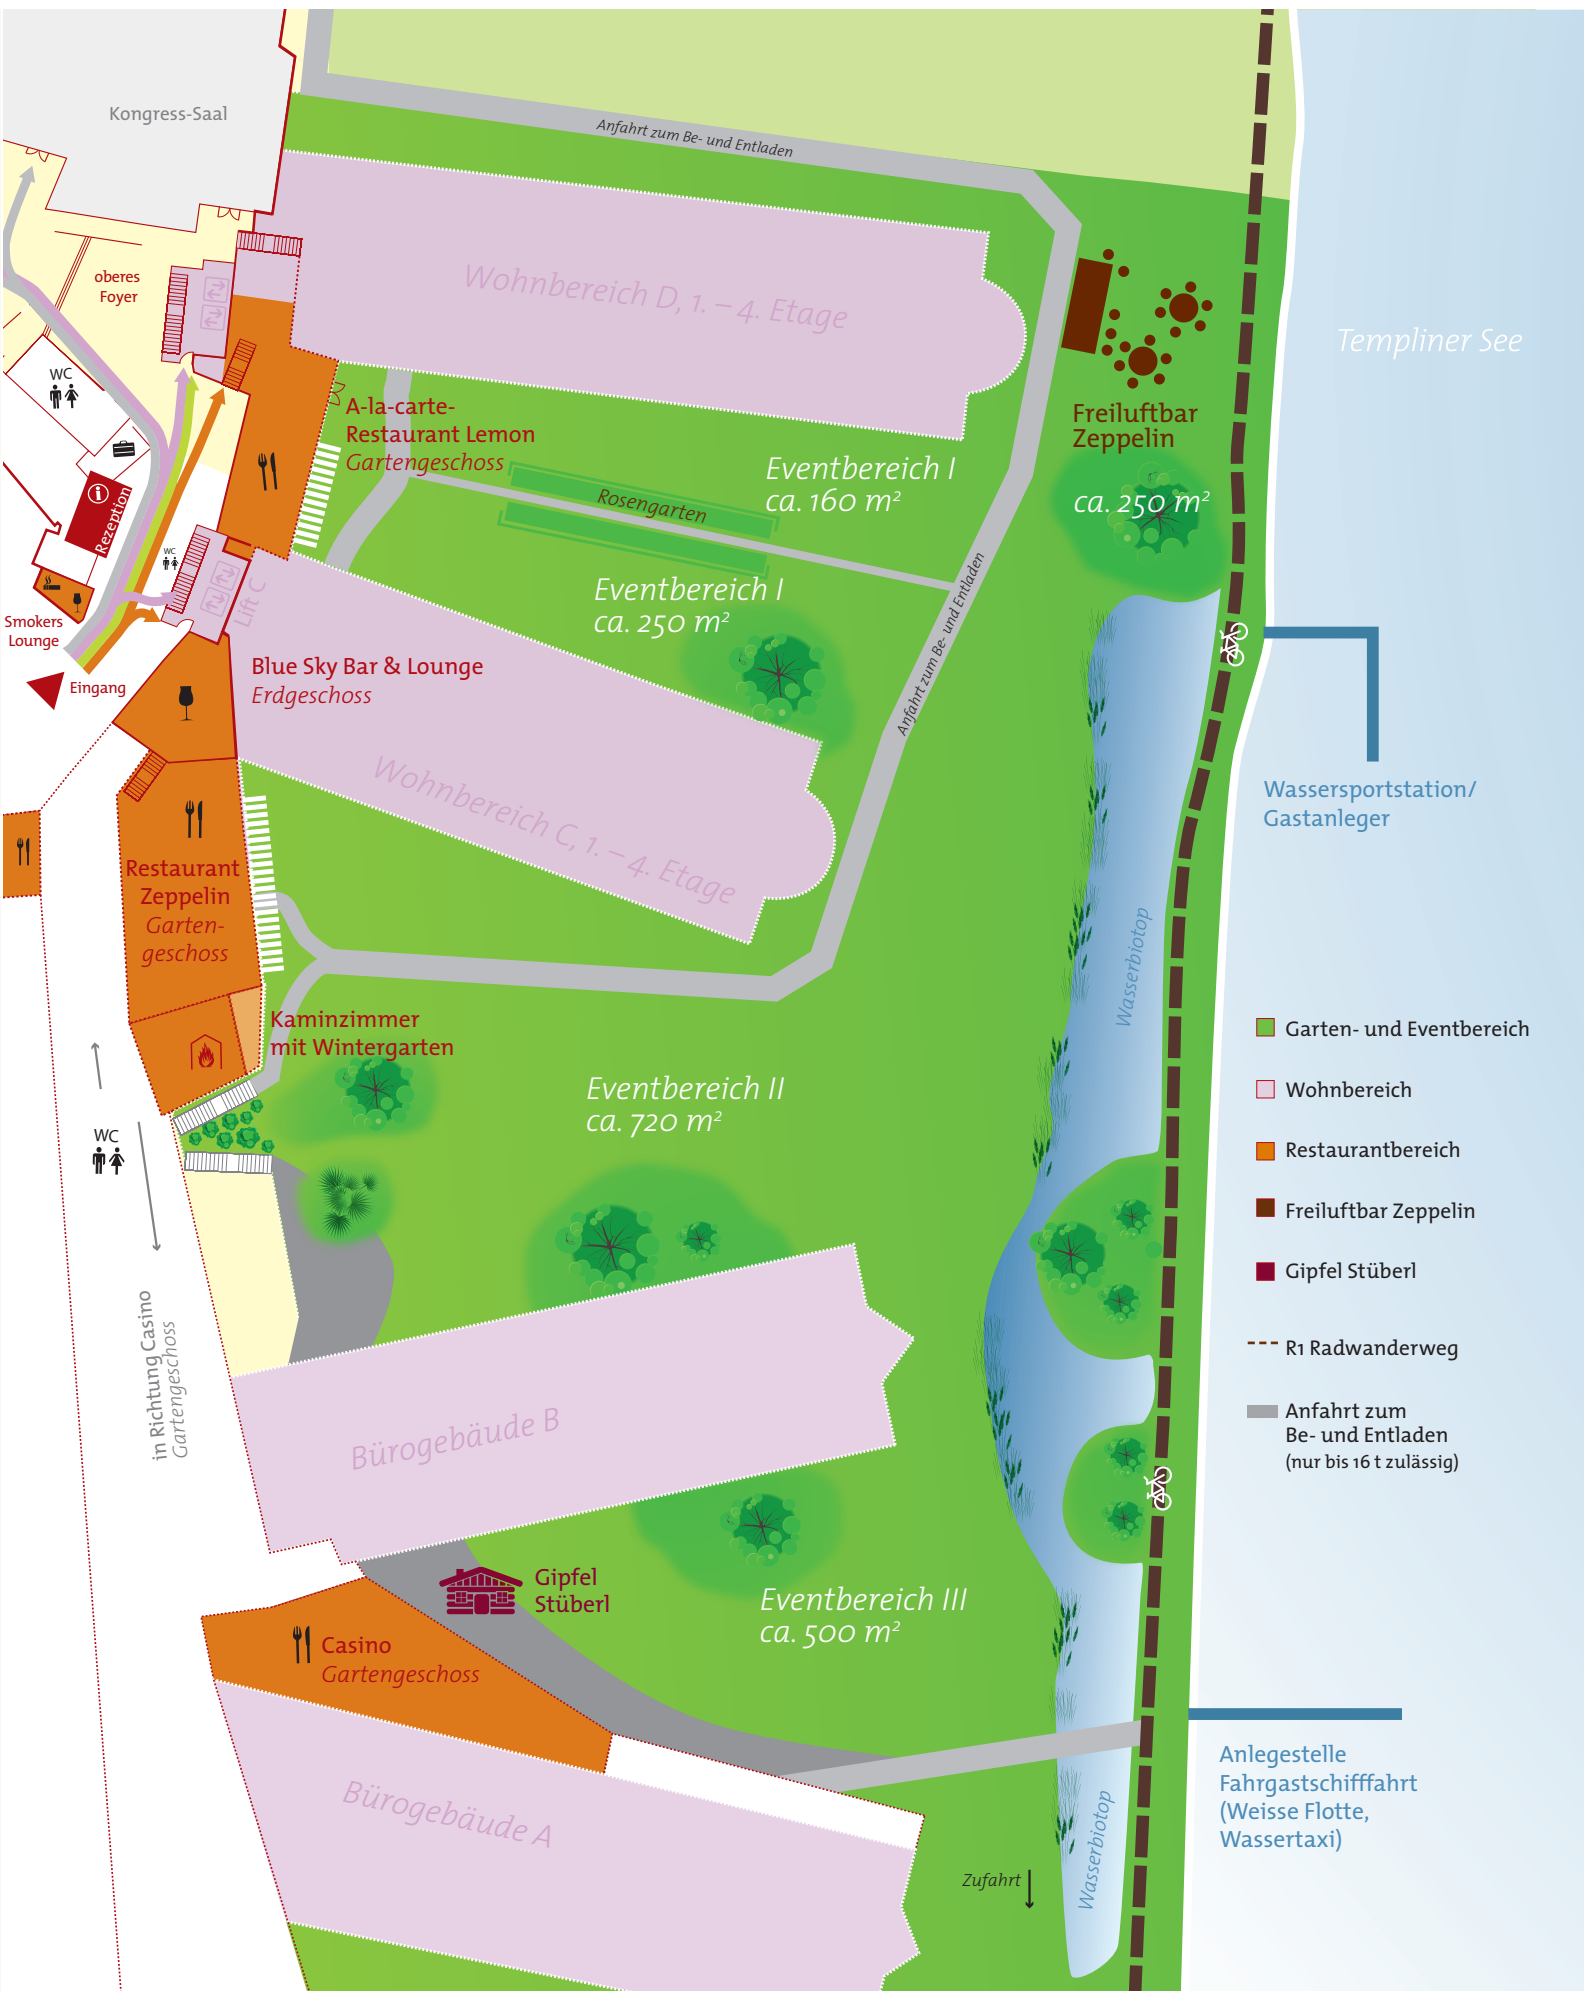 Kongress-Saal
Anfahrt zum Be- und Entladen
oberes
Foyer
Wohnbereich D, 1. – 4. Etage
Templiner See
WC
A-la-carte-
Restaurant Lemon
Gartengeschoss
Freiluftbar
Zeppelin
ca. 250 m²
Eventbereich I
ca. 160 m²
Rosengarten
i
Rezeption
WC
Lift C
Eventbereich I
ca. 250 m²
Anfahrt zum Be- und Entladen
Smokers
Lounge
Eingang
Blue Sky Bar & Lounge
Erdgeschoss
Wohnbereich C, 1. – 4. Etage
Wassersportstation/
Gastanleger
Restaurant
Zeppelin
Garten-
geschoss
Wasserbiotop
Kaminzimmer
mit Wintergarten
Eventbereich II
ca. 720 m²
WC
in Richtung Casino
Gartengeschoss
Garten- und Eventbereich
Wohnbereich
Restaurantbereich
Freiluftbar Zeppelin
Gipfel Stüberl
R1 Radwanderweg
Anfahrt zum
Be- und Entladen
(nur bis 16 t zulässig)
Bürogebäude B
Gipfel
Stüberl
Eventbereich III
ca. 500 m²
Casino
Gartengeschoss
Anlegestelle
Fahrgastschifffahrt
(Weisse Flotte,
Wassertaxi)
Bürogebäude A
Wasserbiotop
Zufahrt